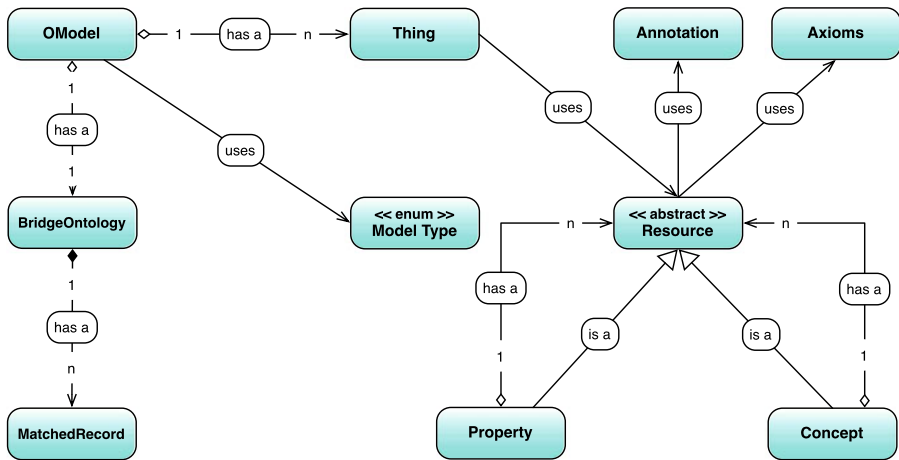 OModel
1
has a
n
Thing
Annotation
Axioms
1
has a
1
uses
uses
uses
uses
BridgeOntology
<< enum >>
Model Type
n
<< abstract >>
Resource
n
1
has a
n
has a
1
is a
is a
has a
1
MatchedRecord
Property
Concept